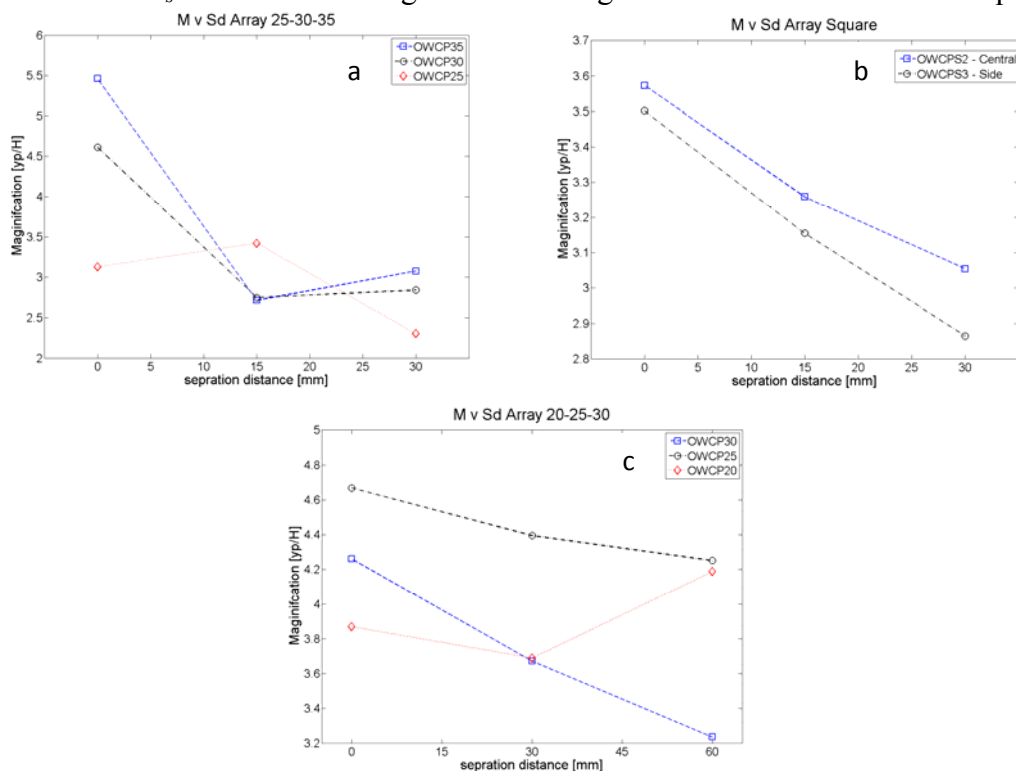 M v Sd Array 25-30-35
a
OWCP35
OWCP30
OWCP25
Maginifcation [yp/H]
5.5
5
4.5
4
3.5
3
2.5
2
0 5 10 15 20 25 30
sepration distance [mm]
M v Sd Array Square
b
OWCPS2 - Central
OWCPS3 - Side
Maginifcation [yp/H]
3.7
3.6
3.5
3.4
3.3
3.2
3.1
3
2.9
2.8
0 5 10 15 20 25 30
sepration distance [mm]
M v Sd Array 20-25-30
c
OWCP30
OWCP25
OWCP20
Maginifcation [yp/H]
5
4.8
4.6
4.4
4.2
4
3.8
3.6
3.4
3.2
0 15 30 45 60
sepration distance [mm]